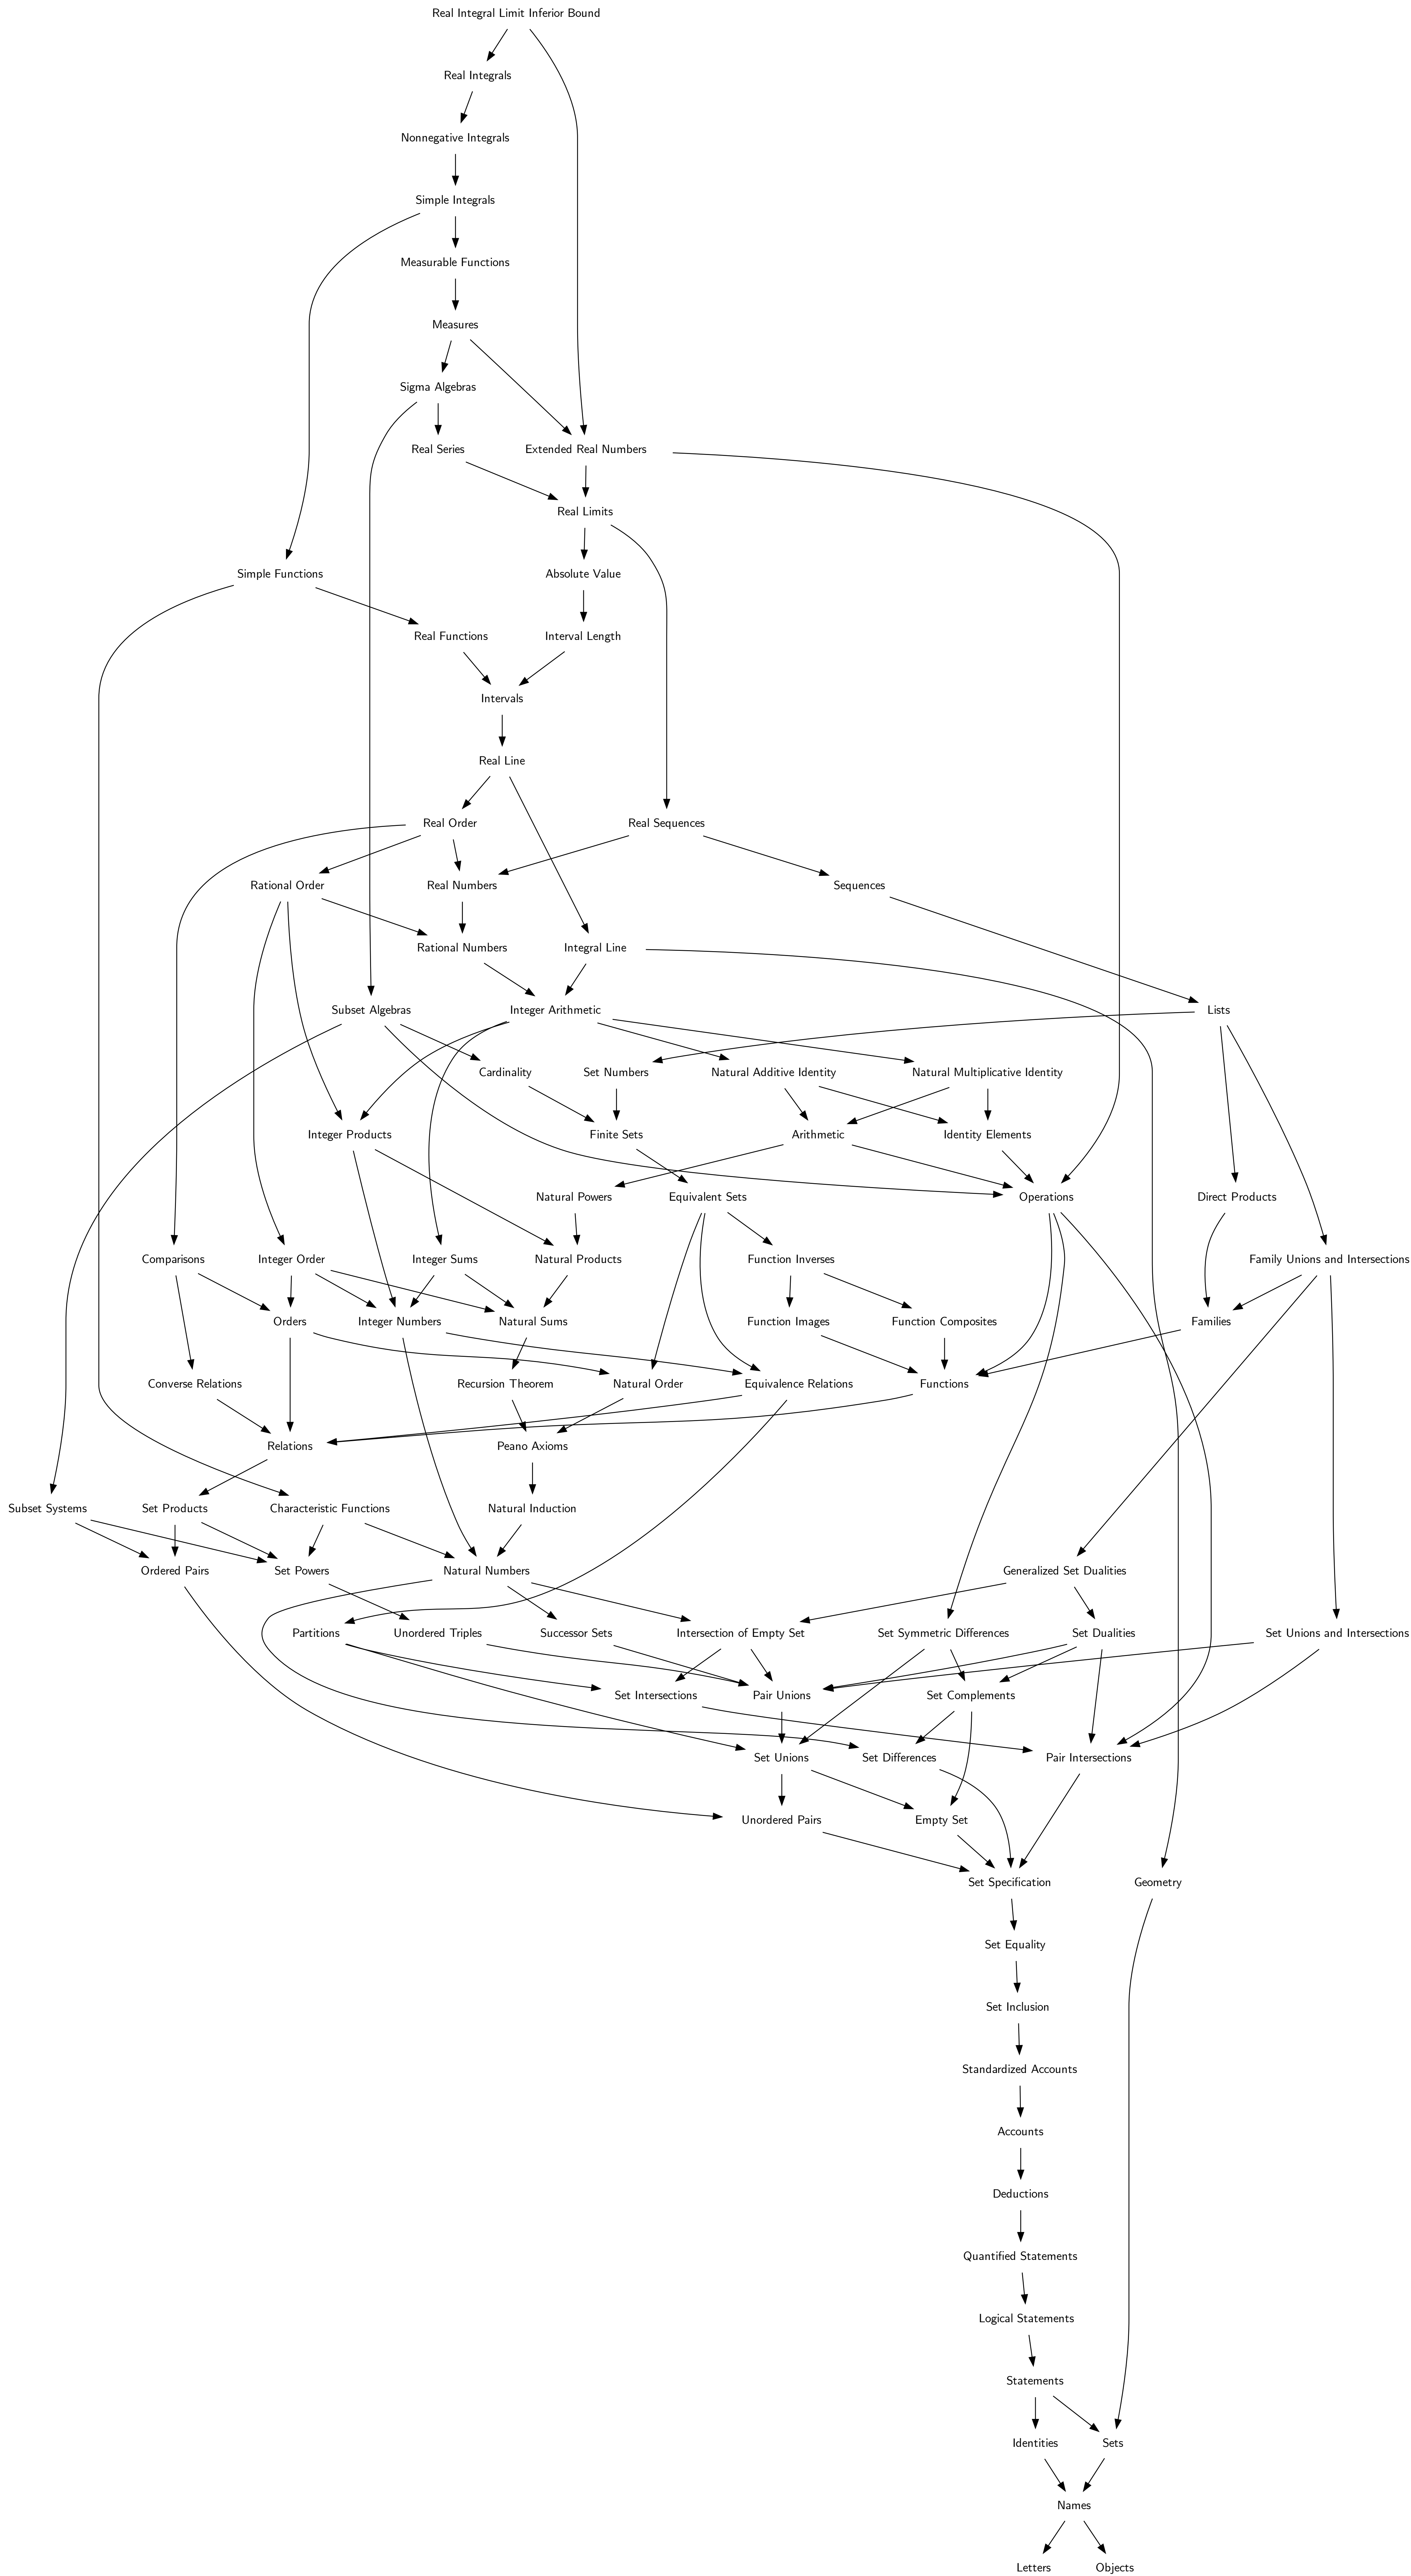 Real Integral Limit Inferior Bound
Real Integrals
Nonnegative Integrals
Simple Integrals
Measurable Functions
Measures
Sigma Algebras
Real Series
Extended Real Numbers
Real Limits
Simple Functions
Absolute Value
Real Functions
Interval Length
Intervals
Real Line
Real Order
Real Sequences
Rational Order
Real Numbers
Sequences
Rational Numbers
Integral Line
Subset Algebras
Integer Arithmetic
Lists
Cardinality
Set Numbers
Natural Additive Identity
Natural Multiplicative Identity
Integer Products
Finite Sets
Arithmetic
Identity Elements
Natural Powers
Equivalent Sets
Operations
Direct Products
Comparisons
Integer Order
Integer Sums
Natural Products
Function Inverses
Family Unions and Intersections
Orders
Integer Numbers
Natural Sums
Function Images
Function Composites
Families
Converse Relations
Recursion Theorem
Natural Order
Equivalence Relations
Functions
Relations
Peano Axioms
Subset Systems
Set Products
Characteristic Functions
Natural Induction
Ordered Pairs
Set Powers
Natural Numbers
Generalized Set Dualities
Partitions
Unordered Triples
Successor Sets
Intersection of Empty Set
Set Symmetric Differences
Set Dualities
Set Unions and Intersections
Set Intersections
Pair Unions
Set Complements
Set Unions
Set Differences
Pair Intersections
Unordered Pairs
Empty Set
Set Specification
Geometry
Set Equality
Set Inclusion
Standardized Accounts
Accounts
Deductions
Quantified Statements
Logical Statements
Statements
Identities
Sets
Names
Letters
Objects